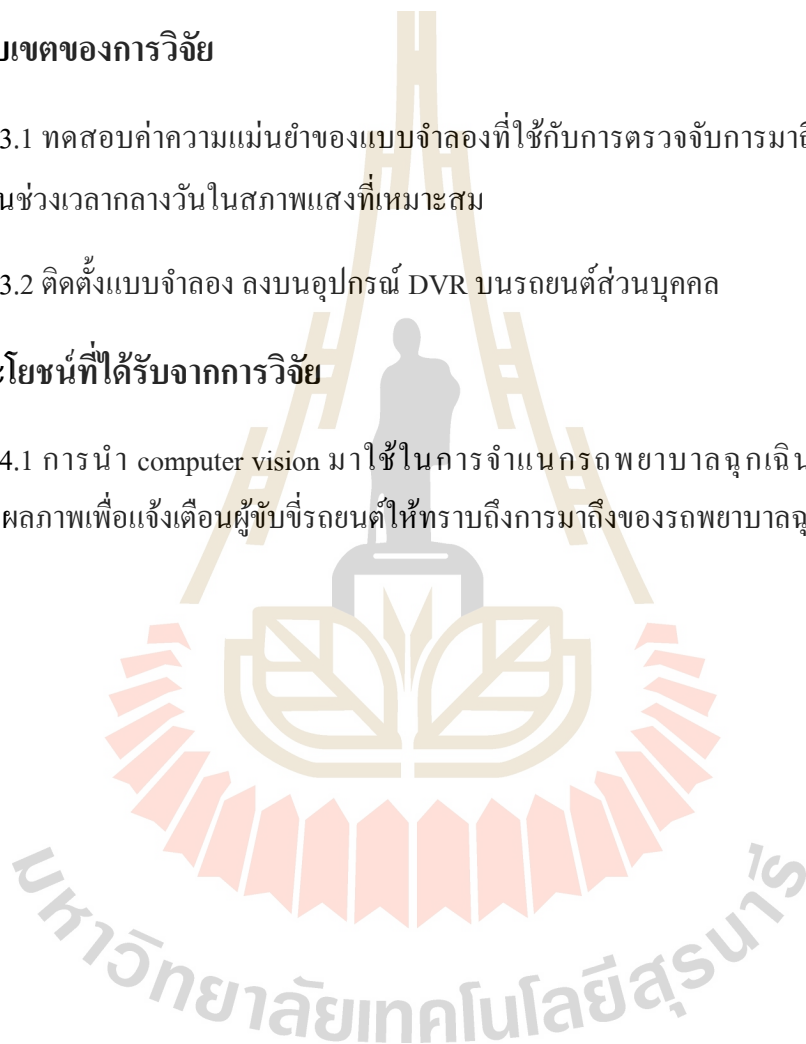 บเขตของการวิจัย
3.1 ทดสอบค่าความแม่นยำของแบบจำลองที่ใช้กับการตรวจจับการมาถึ
นช่วงเวลากลางวันในสภาพแสงที่เหมาะสม
3.2 ติดตั้งแบบจำลอง ลงบนอุปกรณ์ DVR บนรถยนต์ส่วนบุคคล
ะโยชน์ที่ได้รับจากการวิจัย
4.1 การนำ computer vision มาใช้ในการจำแนกรถพยาบาลฉุกเฉิน
ผลภาพเพื่อแจ้งเตือนผู้ขับขี่รถยนต์ให้ทราบถึงการมาถึงของรถพยาบาลฉุ
มหาวิทยาลัยเทคโนโลยีสุรนารี